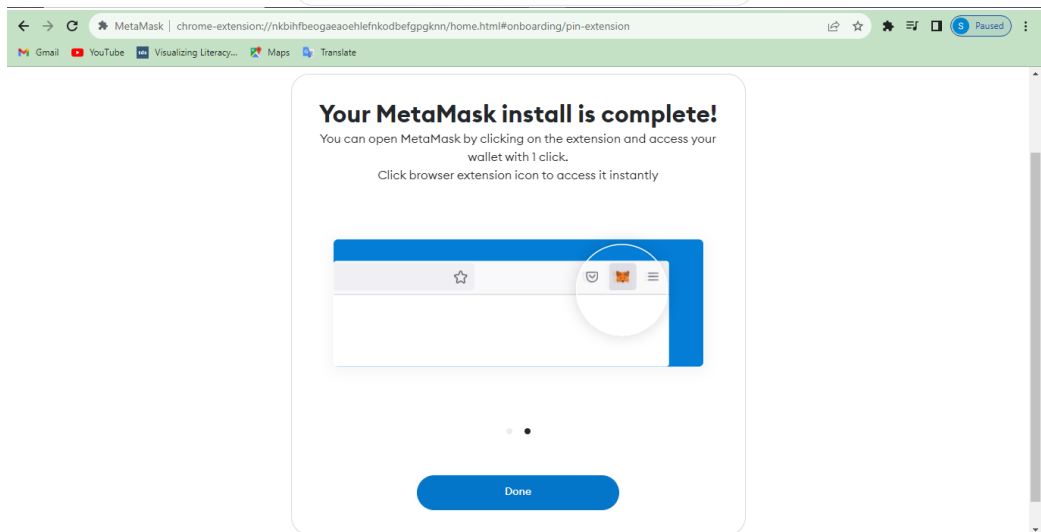 MetaMask | chrome-extension://nkbihfbeogaeaoehlefnkodbefgpgknn/home.html#onboarding/pin-extension
S Paused
Gmail YouTube tds Visualizing Literacy... Maps Translate
Your MetaMask install is complete!
You can open MetaMask by clicking on the extension and access your
wallet with 1 click.
Click browser extension icon to access it instantly
Done